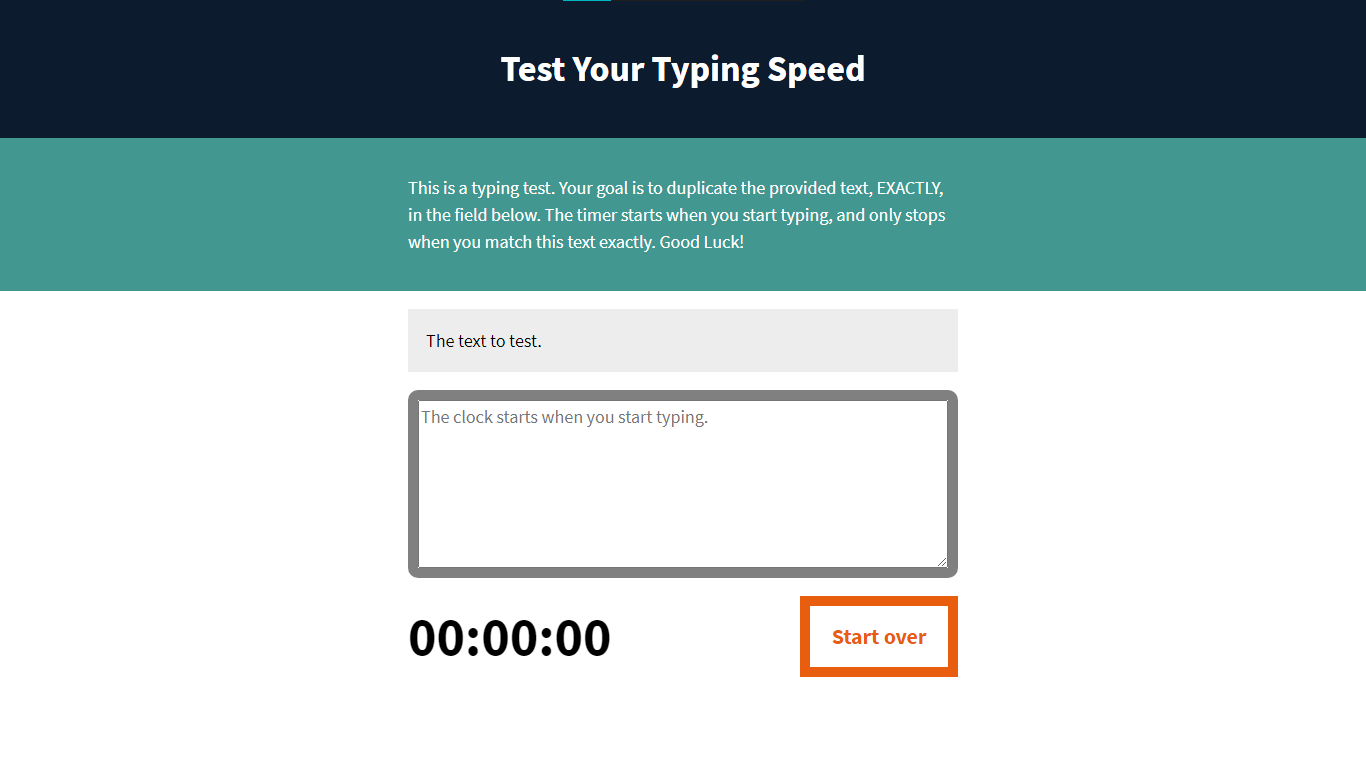 Test Your Typing Speed
This is a typing test. Your goal is to duplicate the provided text, EXACTLY,
in the field below. The timer starts when you start typing, and only stops
when you match this text exactly. Good Luck!
The text to test.
The clock starts when you start typing.
00:00:00
Start over